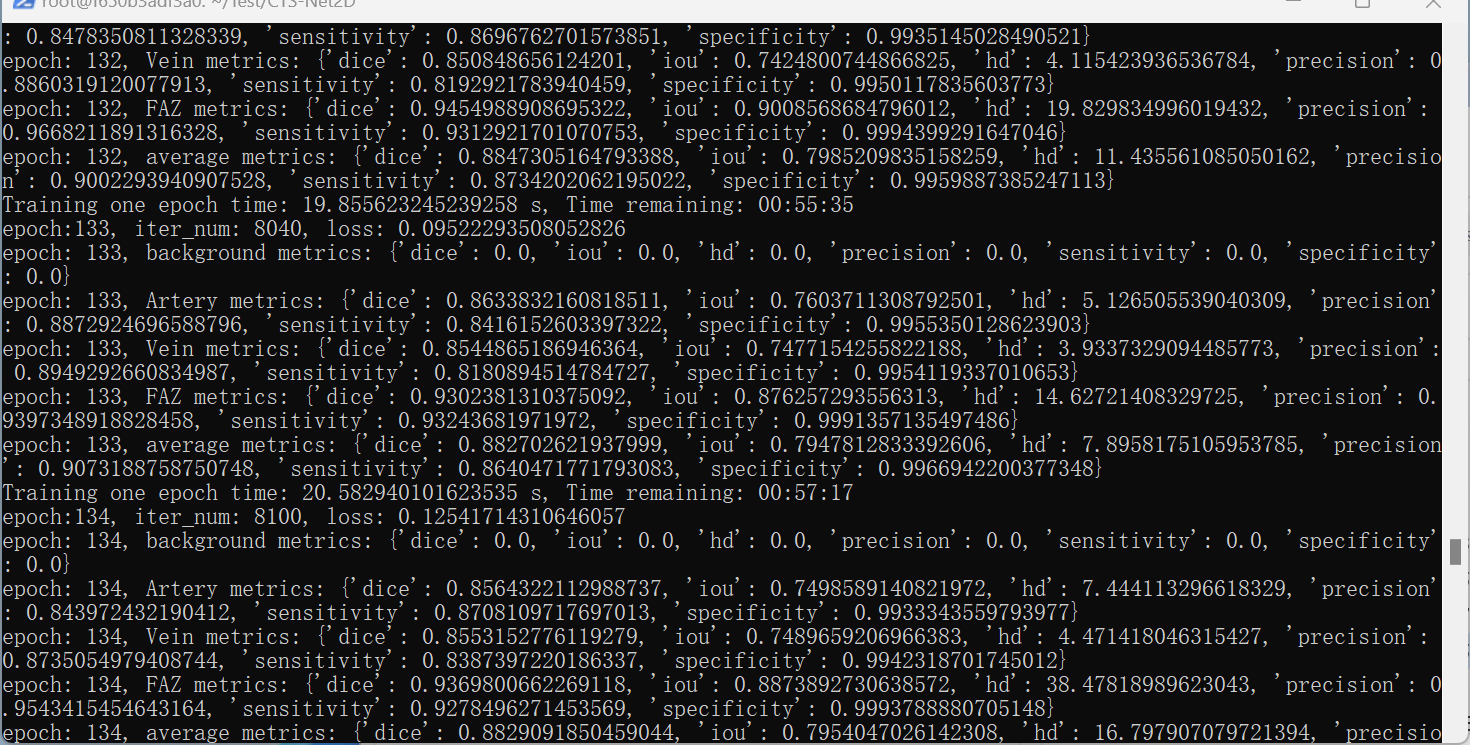 root@f650b3adf3a0: ~/Test/CTS-Net2D
: 0.8478350811328339, 'sensitivity': 0.8696762701573851, 'specificity': 0.9935145028490521}
epoch: 132, Vein metrics: {'dice': 0.850848656124201, 'iou': 0.7424800744866825, 'hd': 4.115423936536784, 'precision': 0
.8860319120077913, 'sensitivity': 0.8192921783940459, 'specificity': 0.9950117835603773}
epoch: 132, FAZ metrics: {'dice': 0.9454988908695322, 'iou': 0.9008568684796012, 'hd': 19.829834996019432, 'precision':
0.9668211891316328, 'sensitivity': 0.9312921701070753, 'specificity': 0.9994399291647046}
epoch: 132, average metrics: {'dice': 0.8847305164793388, 'iou': 0.7985209835158259, 'hd': 11.435561085050162, 'precisio
n': 0.9002293940907528, 'sensitivity': 0.8734202062195022, 'specificity': 0.9959887385247113}
Training one epoch time: 19.855623245239258 s, Time remaining: 00:55:35
epoch:133, iter_num: 8040, loss: 0.09522293508052826
epoch: 133, background metrics: {'dice': 0.0, 'iou': 0.0, 'hd': 0.0, 'precision': 0.0, 'sensitivity': 0.0, 'specificity'
: 0.0}
epoch: 133, Artery metrics: {'dice': 0.8633832160818511, 'iou': 0.7603711308792501, 'hd': 5.126505539040309, 'precision'
: 0.8872924696588796, 'sensitivity': 0.8416152603397322, 'specificity': 0.9955350128623903}
epoch: 133, Vein metrics: {'dice': 0.8544865186946364, 'iou': 0.7477154255822188, 'hd': 3.9337329094485773, 'precision':
 0.8949292660834987, 'sensitivity': 0.8180894514784727, 'specificity': 0.9954119337010653}
epoch: 133, FAZ metrics: {'dice': 0.9302381310375092, 'iou': 0.876257293556313, 'hd': 14.62721408329725, 'precision': 0.
9397348918828458, 'sensitivity': 0.93243681971972, 'specificity': 0.9991357135497486}
epoch: 133, average metrics: {'dice': 0.882702621937999, 'iou': 0.7947812833392606, 'hd': 7.8958175105953785, 'precision
': 0.9073188758750748, 'sensitivity': 0.8640471771793083, 'specificity': 0.9966942200377348}
Training one epoch time: 20.582940101623535 s, Time remaining: 00:57:17
epoch:134, iter_num: 8100, loss: 0.12541714310646057
epoch: 134, background metrics: {'dice': 0.0, 'iou': 0.0, 'hd': 0.0, 'precision': 0.0, 'sensitivity': 0.0, 'specificity'
: 0.0}
epoch: 134, Artery metrics: {'dice': 0.8564322112988737, 'iou': 0.7498589140821972, 'hd': 7.444113296618329, 'precision'
: 0.843972432190412, 'sensitivity': 0.8708109717697013, 'specificity': 0.9933343559793977}
epoch: 134, Vein metrics: {'dice': 0.8553152776119279, 'iou': 0.7489659206966383, 'hd': 4.471418046315427, 'precision':
0.8735054979408744, 'sensitivity': 0.8387397220186337, 'specificity': 0.9942318701745012}
epoch: 134, FAZ metrics: {'dice': 0.9369800662269118, 'iou': 0.8873892730638572, 'hd': 38.47818989623043, 'precision': 0
.9543415454643164, 'sensitivity': 0.9278496271453569, 'specificity': 0.9993788880705148}
epoch: 134, average metrics: {'dice': 0.8829091850459044, 'iou': 0.7954047026142308, 'hd': 16.797907079721394, 'precisio